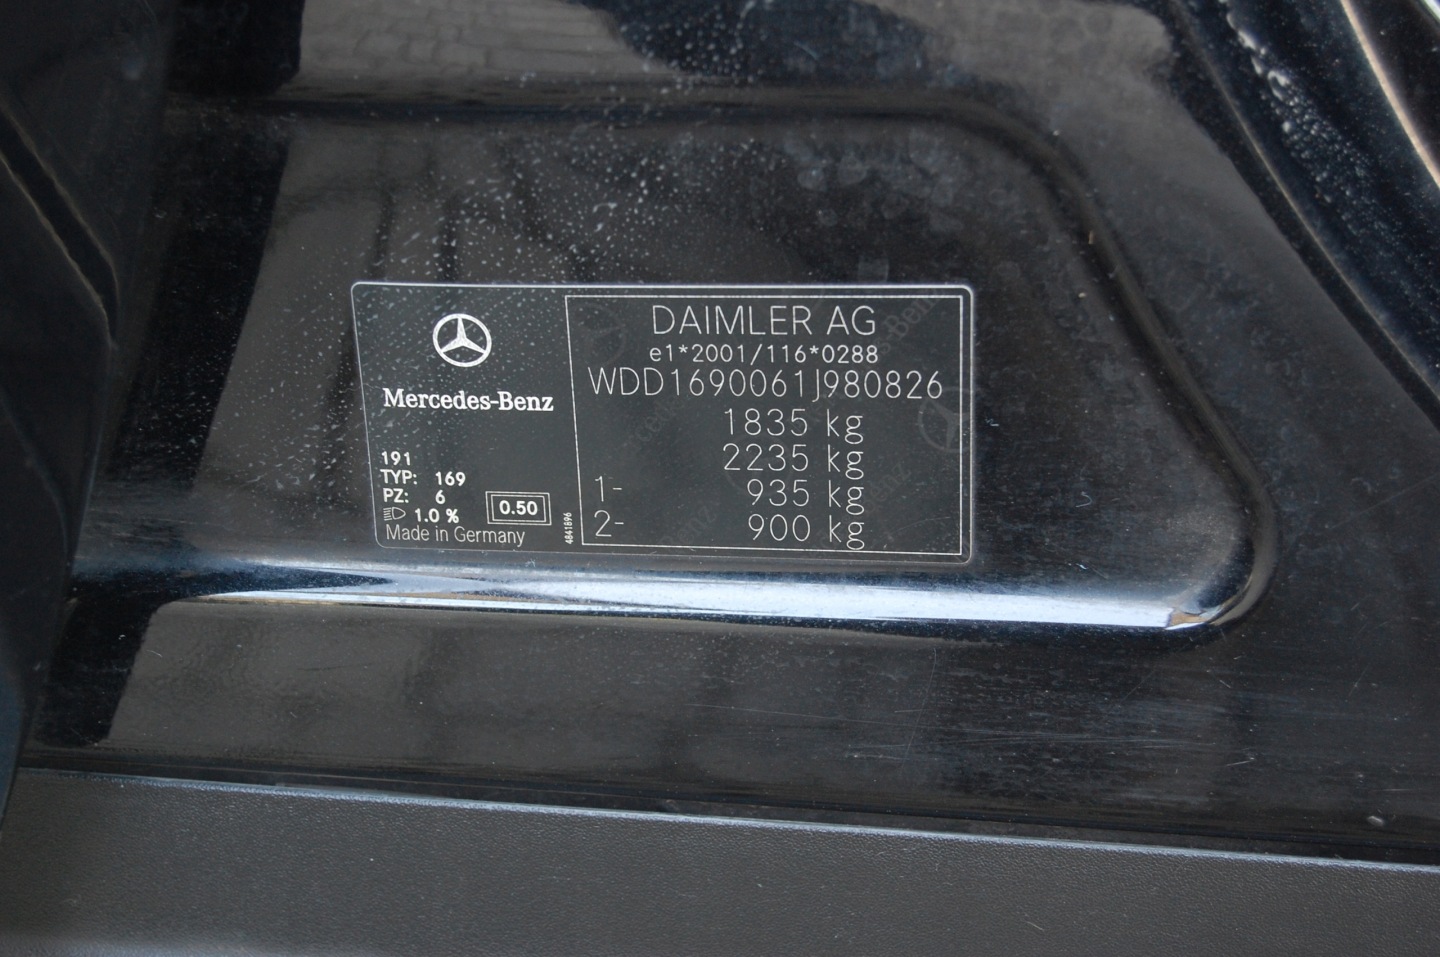 Mercedes-Benz
191
TYP: 169
PZ: 6
1.0 %
0.50
Made in Germany
4841896
DAIMLER AG
e1*2001/116*0288
WDD1690061J980826
1835 kg
2235 kg
1- 935 kg
2- 900 kg